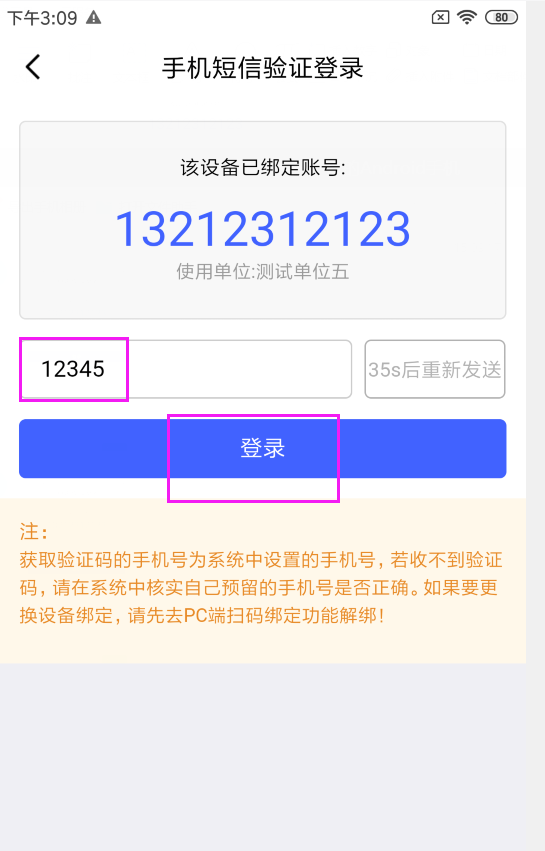 下午3:09
80
手机短信验证登录
该设备已绑定账号:
13212312123
使用单位:测试单位五
12345
35s后重新发送
登录
注：
获取验证码的手机号为系统中设置的手机号，若收不到验证
码，请在系统中核实自己预留的手机号是否正确。如果要更
换设备绑定，请先去PC端扫码绑定功能解绑！